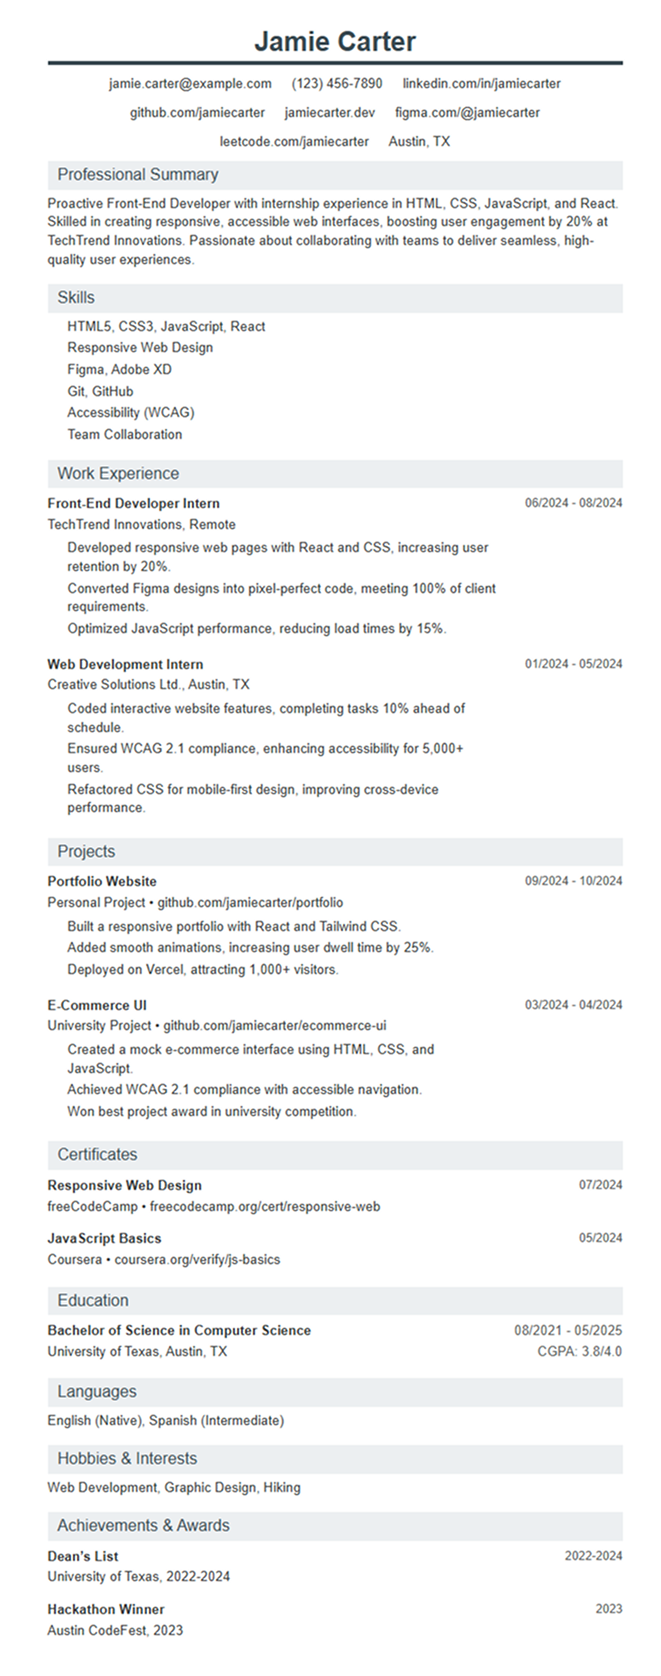 Jamie Carter
jamie.carter@example.com (123) 456-7890 linkedin.com/in/jamiecarter
github.com/jamiecarter jamiecarter.dev figma.com/@jamiecarter
leetcode.com/jamiecarter Austin, TX
Professional Summary
Proactive Front-End Developer with internship experience in HTML, CSS, JavaScript, and React.
Skilled in creating responsive, accessible web interfaces, boosting user engagement by 20% at
TechTrend Innovations. Passionate about collaborating with teams to deliver seamless, high-
quality user experiences.
Skills
HTML5, CSS3, JavaScript, React
Responsive Web Design
Figma, Adobe XD
Git, GitHub
Accessibility (WCAG)
Team Collaboration
Work Experience
Front-End Developer Intern 06/2024 - 08/2024
TechTrend Innovations, Remote
Developed responsive web pages with React and CSS, increasing user
retention by 20%.
Converted Figma designs into pixel-perfect code, meeting 100% of client
requirements.
Optimized JavaScript performance, reducing load times by 15%.
Web Development Intern 01/2024 - 05/2024
Creative Solutions Ltd., Austin, TX
Coded interactive website features, completing tasks 10% ahead of
schedule.
Ensured WCAG 2.1 compliance, enhancing accessibility for 5,000+
users.
Refactored CSS for mobile-first design, improving cross-device
performance.
Projects
Portfolio Website 09/2024 - 10/2024
Personal Project • github.com/jamiecarter/portfolio
Built a responsive portfolio with React and Tailwind CSS.
Added smooth animations, increasing user dwell time by 25%.
Deployed on Vercel, attracting 1,000+ visitors.
E-Commerce UI 03/2024 - 04/2024
University Project • github.com/jamiecarter/ecommerce-ui
Created a mock e-commerce interface using HTML, CSS, and
JavaScript.
Achieved WCAG 2.1 compliance with accessible navigation.
Won best project award in university competition.
Certificates
Responsive Web Design 07/2024
freeCodeCamp • freecodecamp.org/cert/responsive-web
JavaScript Basics 05/2024
Coursera • coursera.org/verify/js-basics
Education
Bachelor of Science in Computer Science 08/2021 - 05/2025
University of Texas, Austin, TX CGPA: 3.8/4.0
Languages
English (Native), Spanish (Intermediate)
Hobbies & Interests
Web Development, Graphic Design, Hiking
Achievements & Awards
Dean's List 2022-2024
University of Texas, 2022-2024
Hackathon Winner 2023
Austin CodeFest, 2023